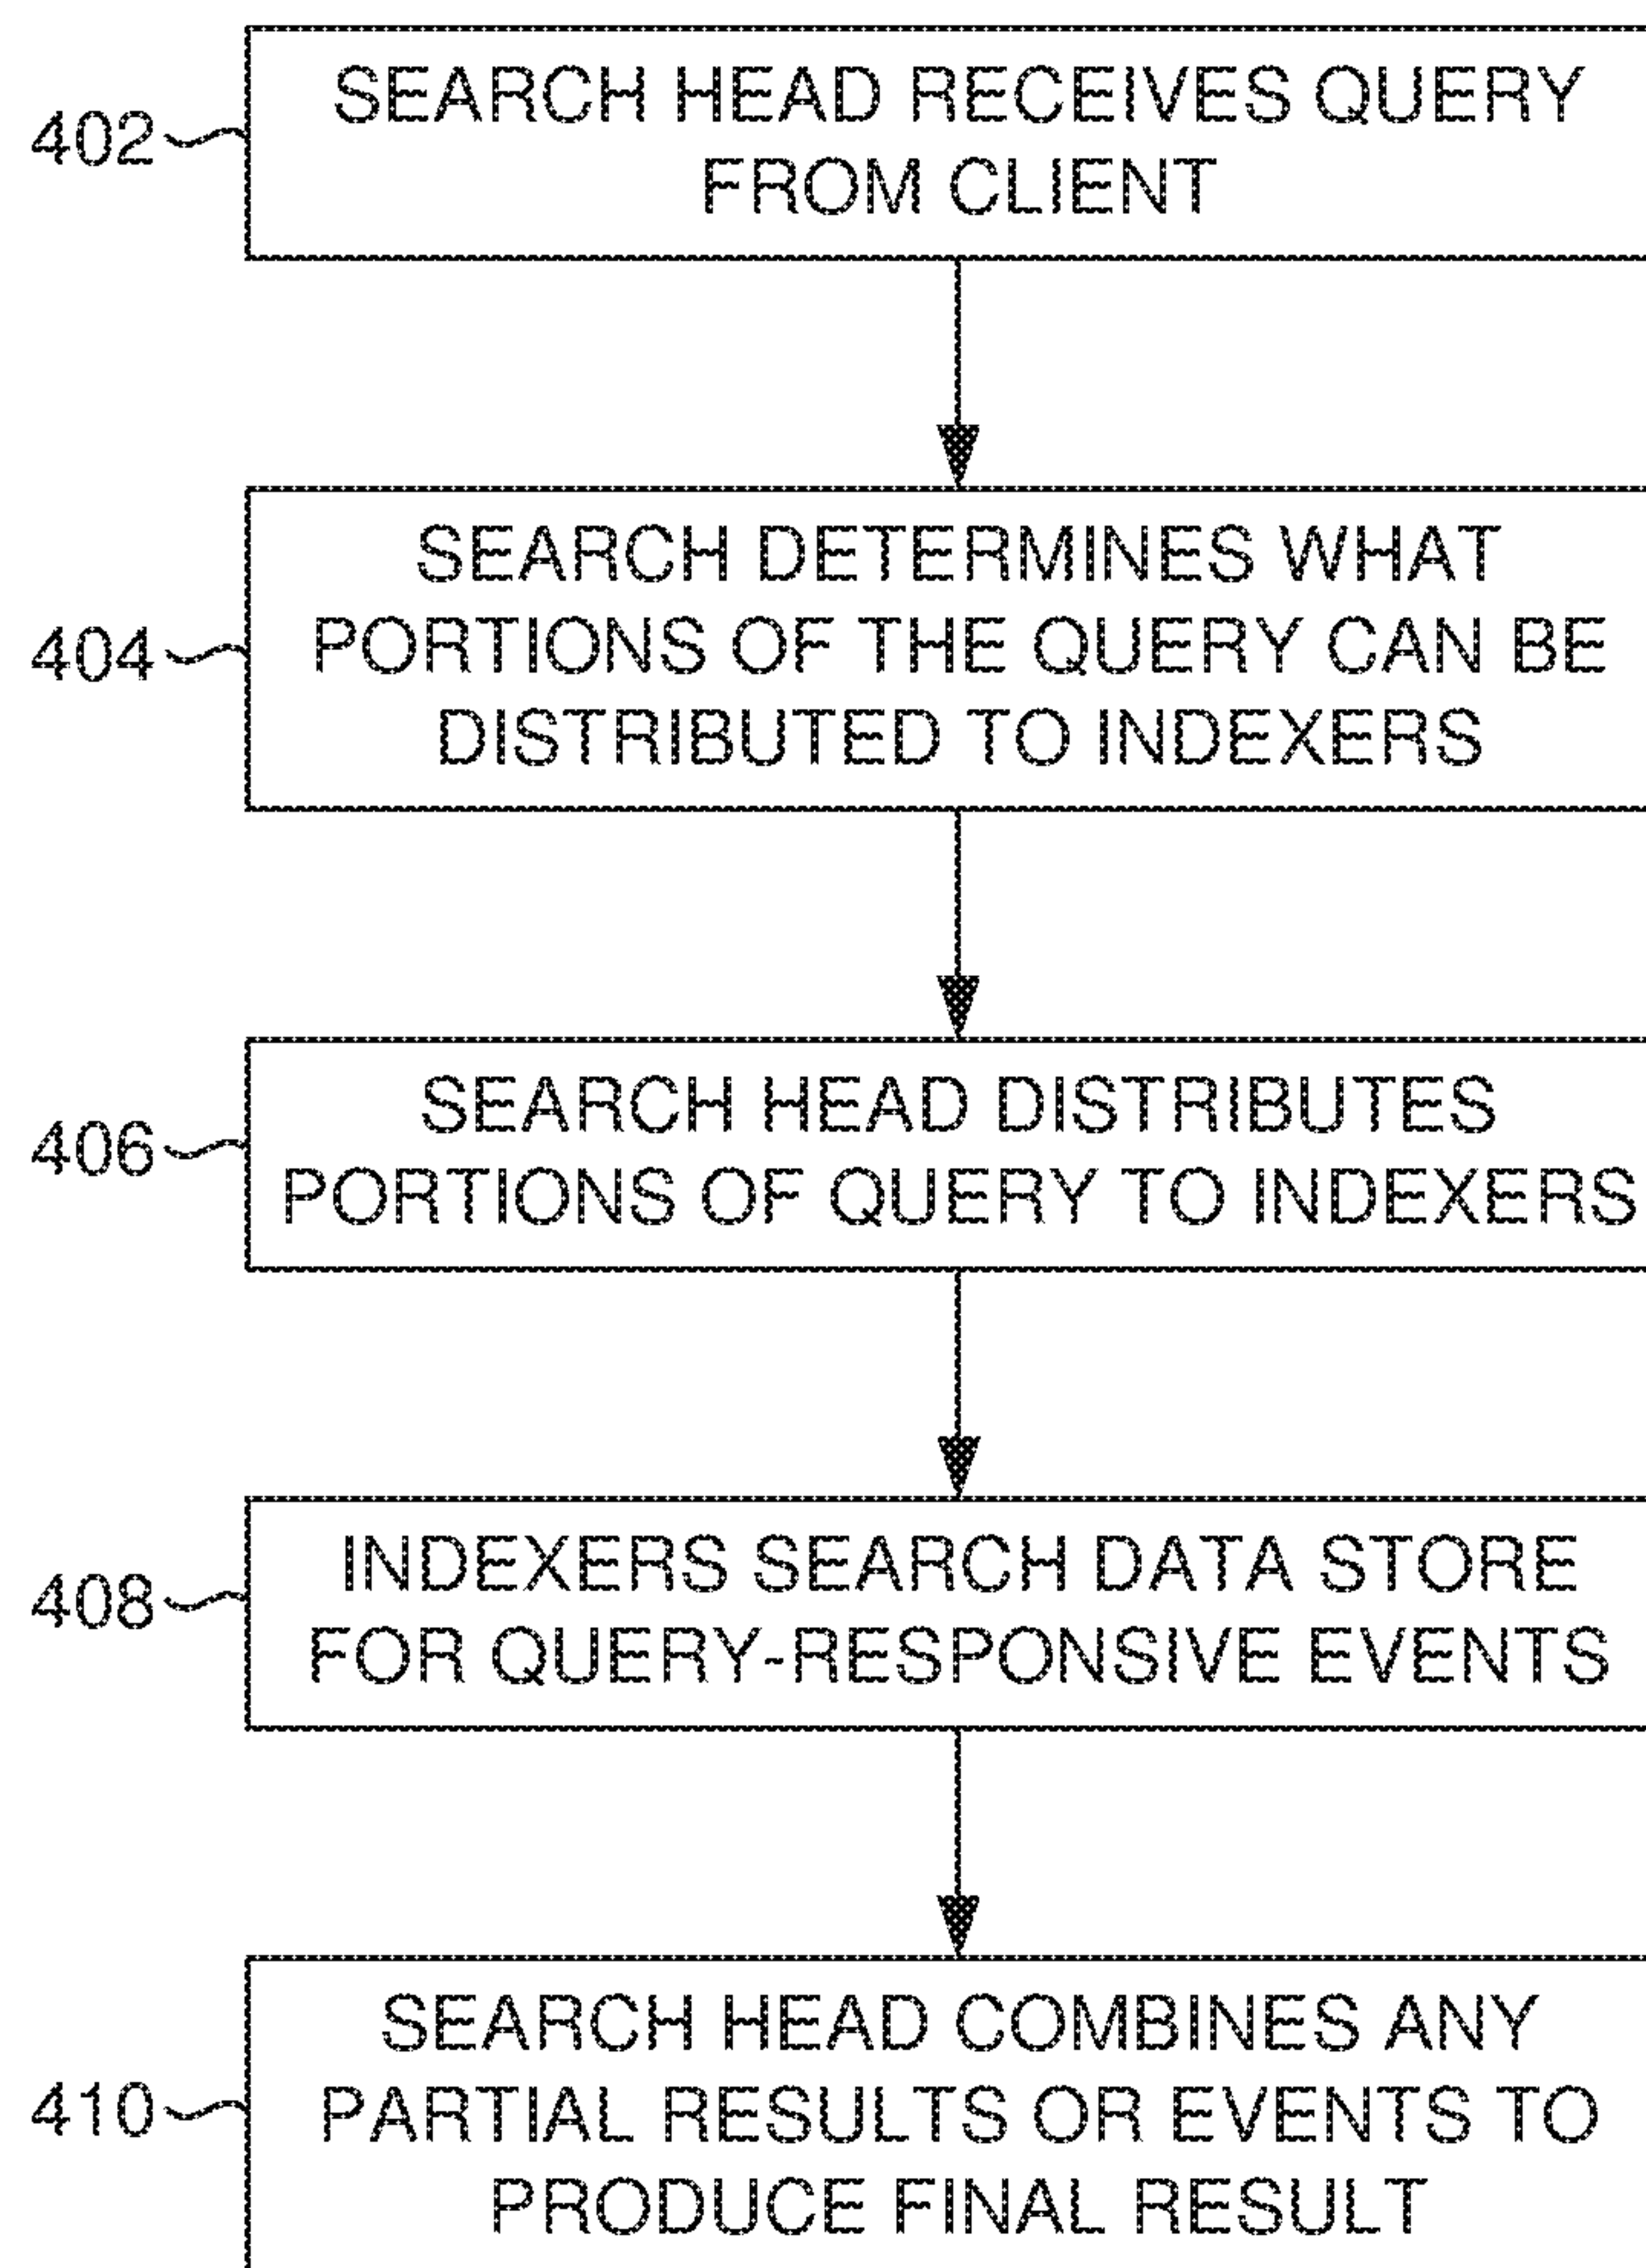 402
SEARCH HEAD RECEIVES QUERY
FROM CLIENT
404
SEARCH DETERMINES WHAT
PORTIONS OF THE QUERY CAN BE
DISTRIBUTED TO INDEXERS
406
SEARCH HEAD DISTRIBUTES
PORTIONS OF QUERY TO INDEXERS
408
INDEXERS SEARCH DATA STORE
FOR QUERY-RESPONSIVE EVENTS
410
SEARCH HEAD COMBINES ANY
PARTIAL RESULTS OR EVENTS TO
PRODUCE FINAL RESULT